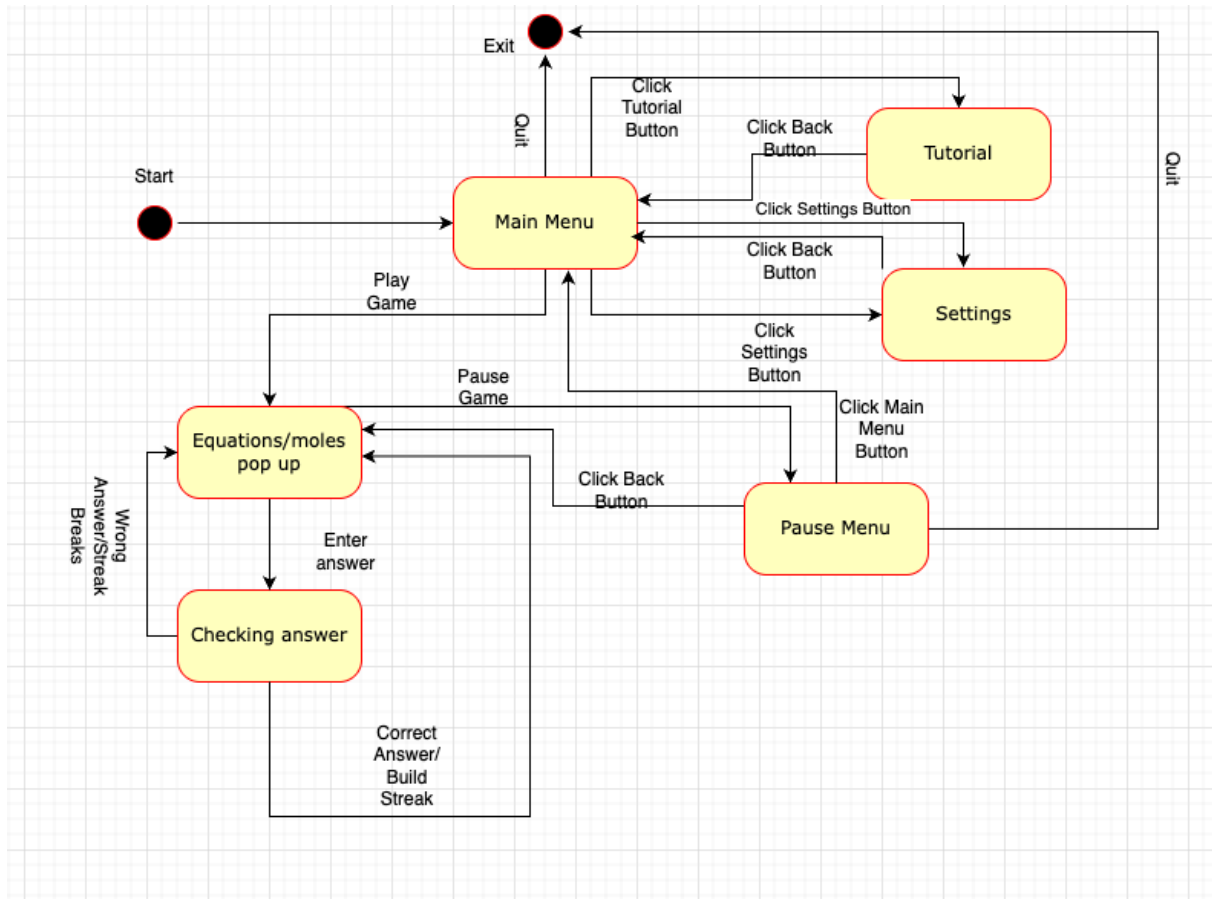 Exit
Click
Tutorial
Button
Quit
Click Back
Button
Tutorial
Quit
Start
Main Menu
Click Settings Button
Click Back
Button
Play
Game
Settings
Click
Settings
Button
Pause
Game
Click Main
Menu
Button
Equations/moles
pop up
Click Back
Button
Pause Menu
Wrong
Answer/Streak
Breaks
Enter
answer
Checking answer
Correct
Answer/
Build
Streak